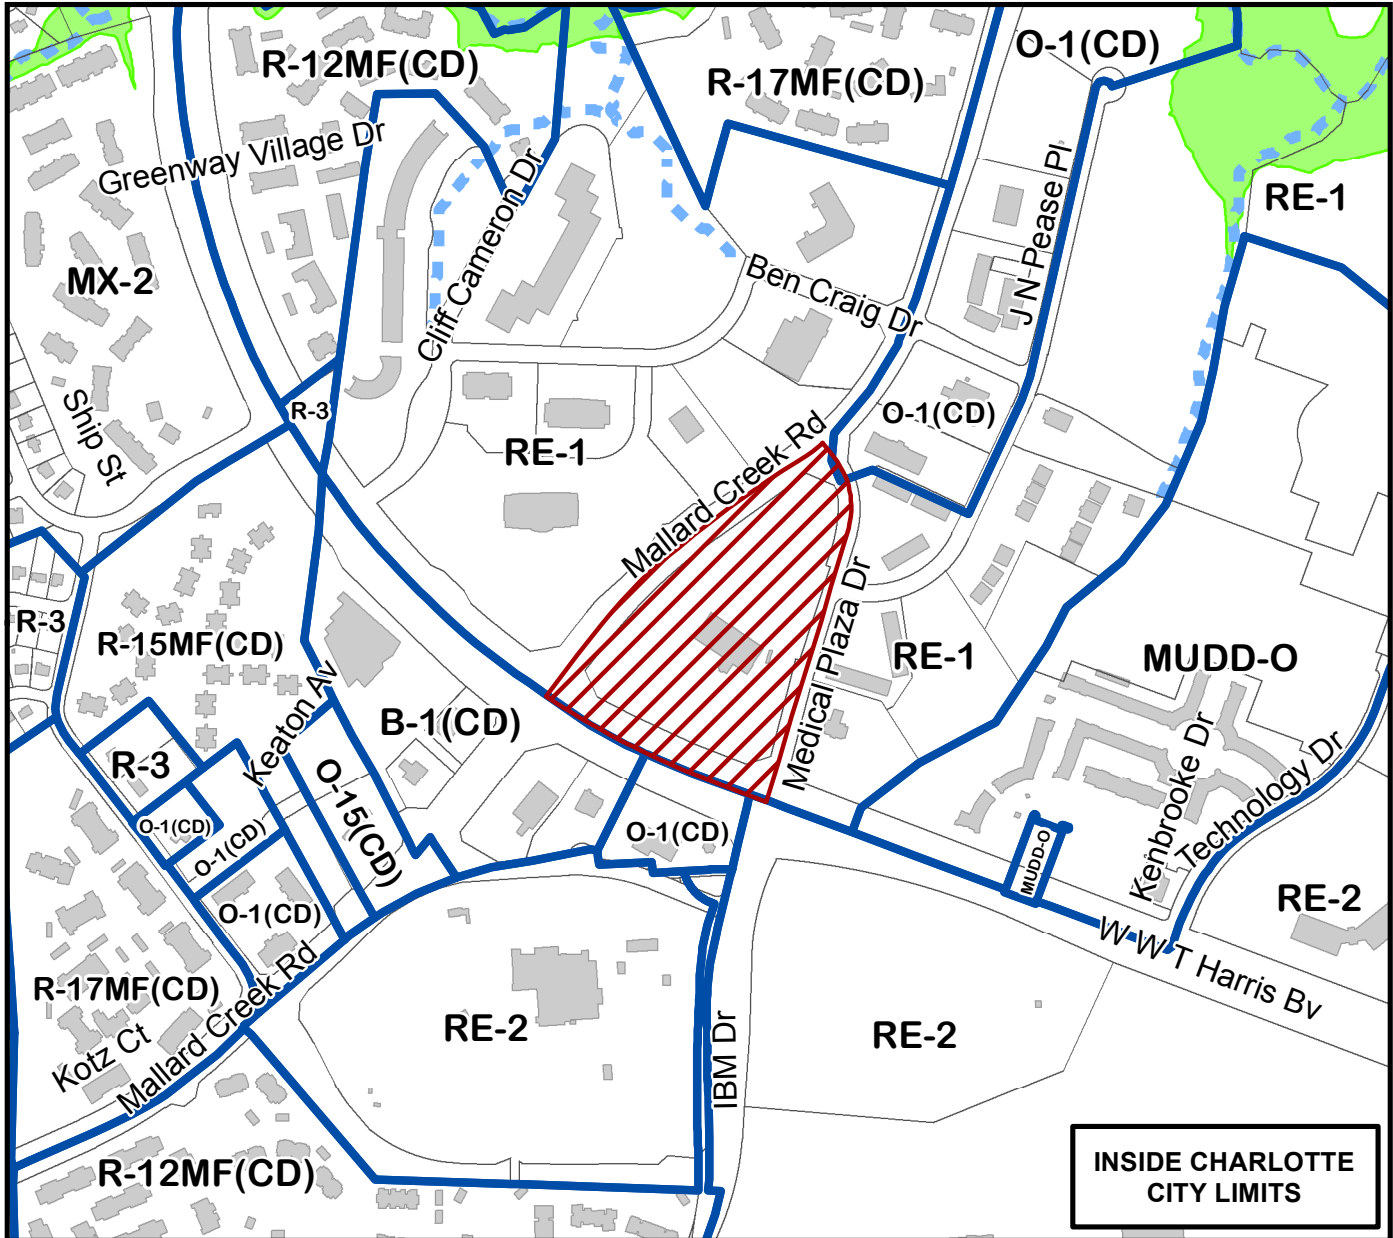 O-1(CD)
R-12MF(CD)
R-17MF(CD)
Greenway Village Dr
Cliff Cameron Dr
J N Pease Pl
RE-1
MX-2
Ben Craig Dr
Ship St
R-3
O-1(CD)
RE-1
Mallard Creek Rd
R-3
R-15MF(CD)
Medical Plaza Dr
RE-1
MUDD-O
Keaton Av
B-1(CD)
R-3
O-15(CD)
Kenbrooke Dr
Technology Dr
O-1(CD)
O-1(CD)
O-1(CD)
MUDD-O
O-1(CD)
RE-2
W W T Harris Bv
R-17MF(CD)
Kotz Ct
Mallard Creek Rd
RE-2
RE-2
IBM Dr
R-12MF(CD)
INSIDE CHARLOTTE
CITY LIMITS